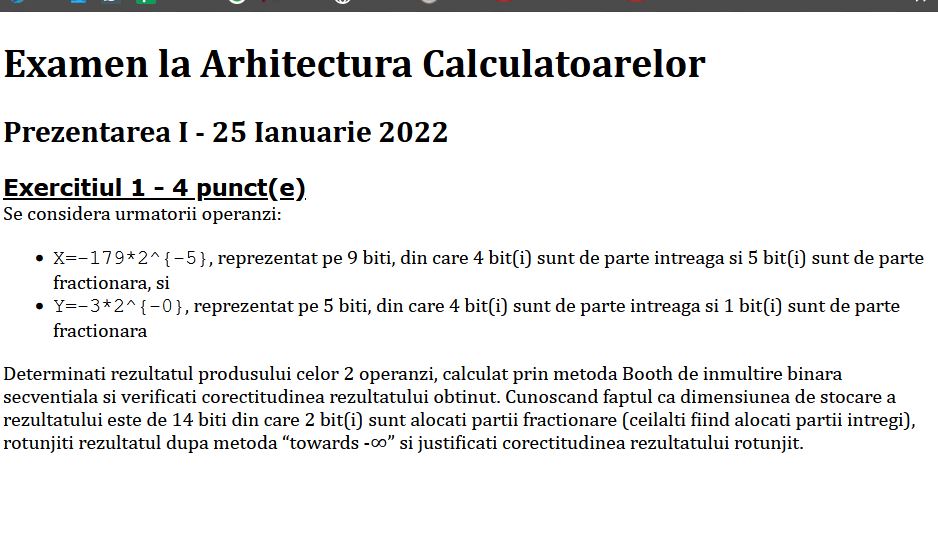 Examen la Arhitectura Calculatoarelor
Prezentarea I - 25 Ianuarie 2022
Exercitiul 1 - 4 punct(e)
Se considera urmatorii operanzi:
• X=-179*2^{-5}, reprezentat pe 9 biti, din care 4 bit(i) sunt de parte intreaga si 5 bit(i) sunt de parte
fractionara, si
• Y=-3*2^{-0}, reprezentat pe 5 biti, din care 4 bit(i) sunt de parte intreaga si 1 bit(i) sunt de parte
fractionara
Determinati rezultatul produsului celor 2 operanzi, calculat prin metoda Booth de inmultire binara
secventiala si verificati corectitudinea rezultatului obtinut. Cunoscand faptul ca dimensiunea de stocare a
rezultatului este de 14 biti din care 2 bit(i) sunt alocati partii fractionare (ceilalti fiind alocati partii intregi),
rotunjiti rezultatul dupa metoda “towards -∞” si justificati corectitudinea rezultatului rotunjit.